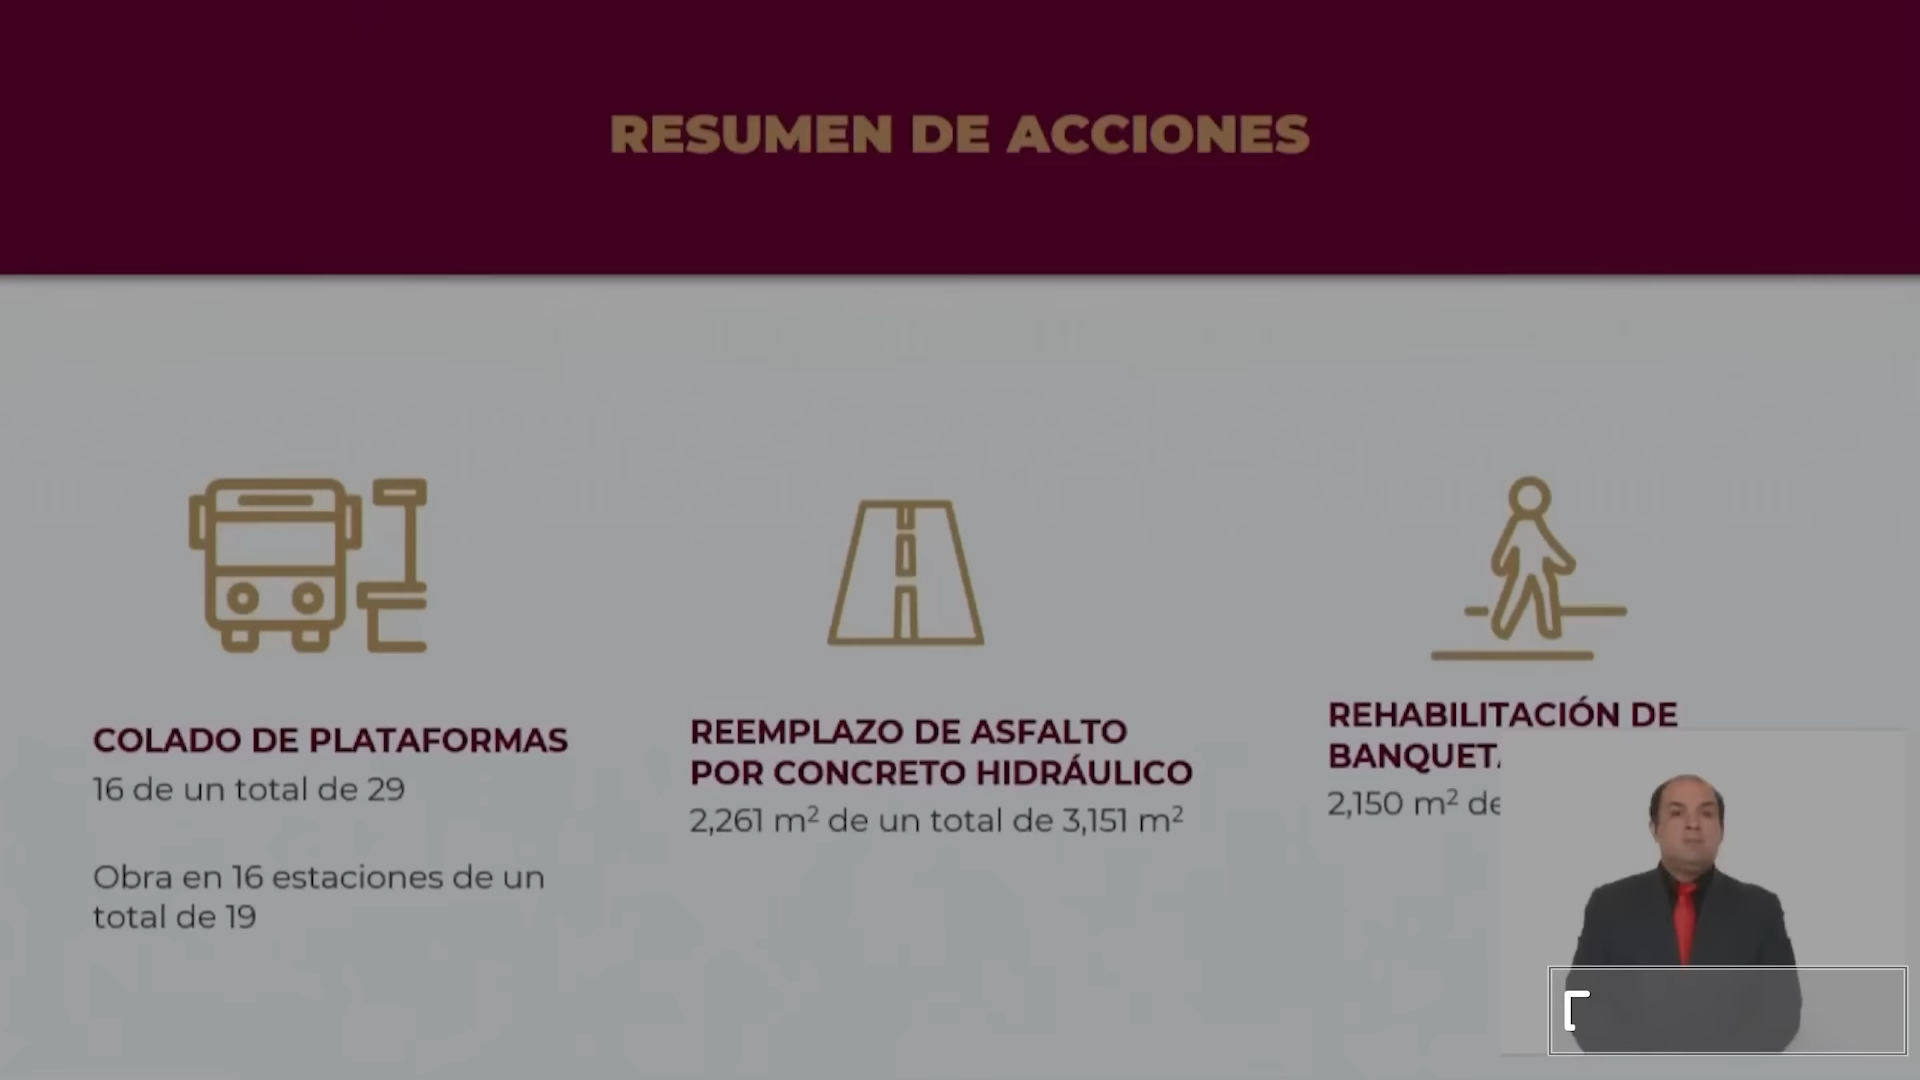 RESUMEN DE ACCIONES
COLADO DE PLATAFORMAS
16 de un total de 29
Obra en 16 estaciones de un
total de 19
REEMPLAZO DE ASFALTO
POR CONCRETO HIDRÁULICO
2,261 m² de un total de 3,151 m²
REHABILITACIÓN DE
2,150 m² de